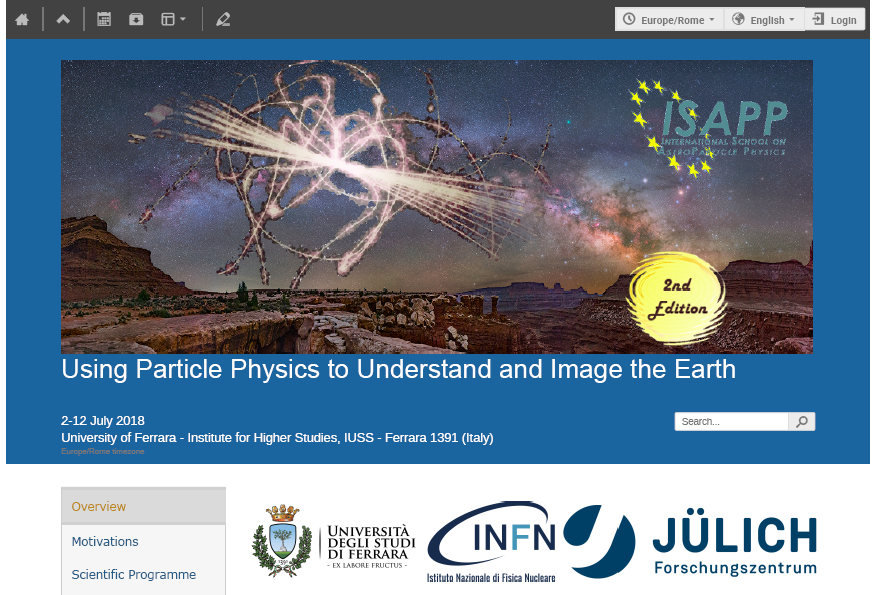 Europe/Rome
English
Login
ISAPP
INTERNATIONAL SCHOOL ON
ASTROPARTICLE PHYSICS
2nd
Edition
Using Particle Physics to Understand and Image the Earth
2-12 July 2018
University of Ferrara - Institute for Higher Studies, IUSS - Ferrara 1391 (Italy)
Europe/Rome timezone
Search...
Overview
Motivations
Scientific Programme
UNIVERSITÀ
DEGLI STUDI
DI FERRARA
- EX LABORE FRUCTUS -
INFN
Istituto Nazionale di Fisica Nucleare
JÜLICH
Forschungszentrum